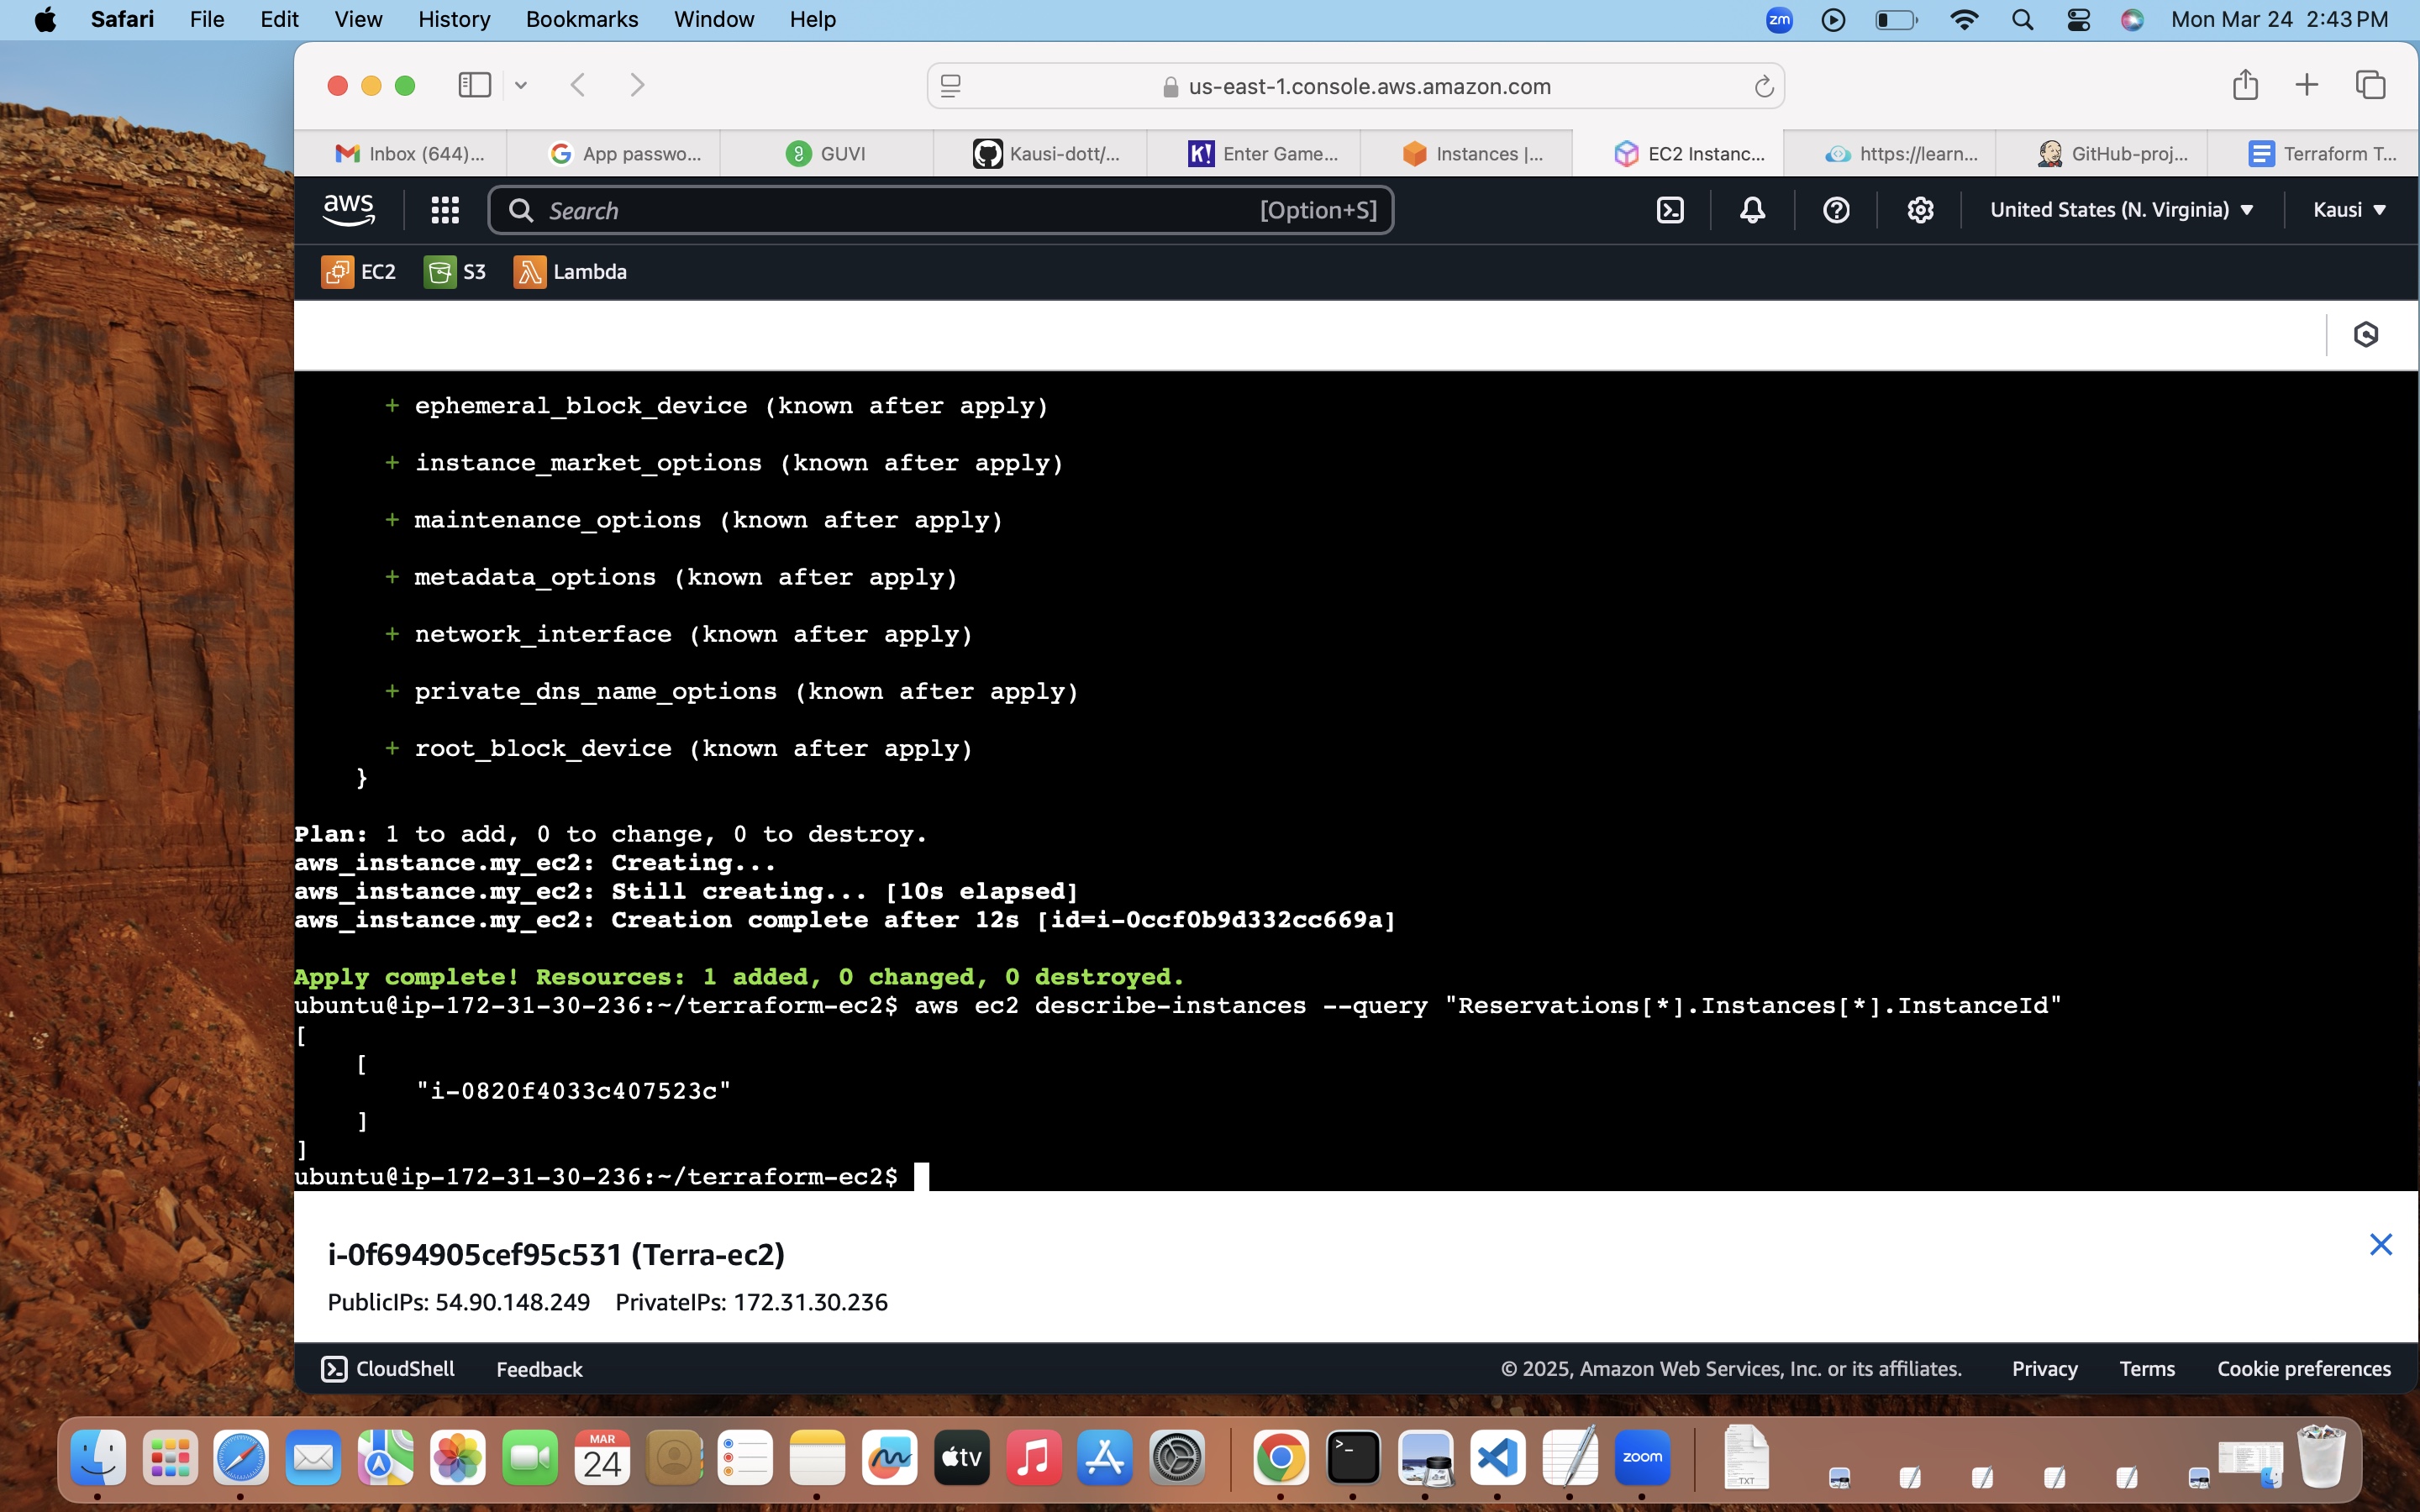 Safari File Edit View History Bookmarks Window Help zm Mon Mar 24 2:43 PM
us-east-1.console.aws.amazon.com
Inbox (644)... App passwo... GUVI Kausi-dott/... K! Enter Game... Instances |... EC2 Instanc... https://learn... GitHub-proj... Terraform T...
aws Search [Option+S] United States (N. Virginia) Kausi
EC2 S3 Lambda
+ ephemeral_block_device (known after apply)
+ instance_market_options (known after apply)
+ maintenance_options (known after apply)
+ metadata_options (known after apply)
+ network_interface (known after apply)
+ private_dns_name_options (known after apply)
+ root_block_device (known after apply)
}
Plan: 1 to add, 0 to change, 0 to destroy.
aws_instance.my_ec2: Creating...
aws_instance.my_ec2: Still creating... [10s elapsed]
aws_instance.my_ec2: Creation complete after 12s [id=i-0ccf0b9d332cc669a]
Apply complete! Resources: 1 added, 0 changed, 0 destroyed.
ubuntu@ip-172-31-30-236:~/terraform-ec2$ aws ec2 describe-instances --query "Reservations[*].Instances[*].InstanceId"
[
[
"i-0820f4033c407523c"
]
]
ubuntu@ip-172-31-30-236:~/terraform-ec2$
i-0f694905cef95c531 (Terra-ec2)
PublicIPs: 54.90.148.249 PrivateIPs: 172.31.30.236
CloudShell Feedback © 2025, Amazon Web Services, Inc. or its affiliates. Privacy Terms Cookie preferences
MAR
24
tv
zoom
TXT